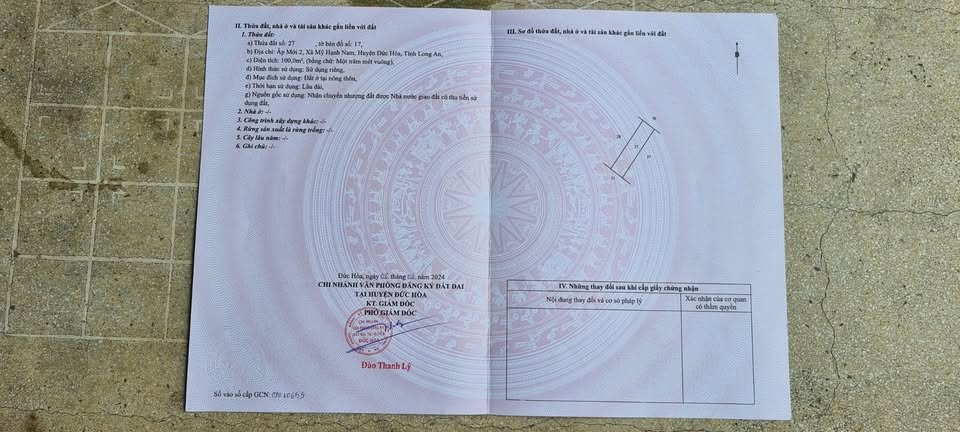 II. Thửa đất, nhà ở và tài sản khác gắn liền với đất
1. Thửa đất:
a) Thửa đất số: 27 , tờ bản đồ số: 17,
b) Địa chỉ: Ấp Mới 2, Xã Mỹ Hạnh Nam, Huyện Đức Hòa, Tỉnh Long An,
c) Diện tích: 100,0m², (bằng chữ: Một trăm mét vuông),
d) Hình thức sử dụng: Sử dụng riêng,
đ) Mục đích sử dụng: Đất ở tại nông thôn,
e) Thời hạn sử dụng: Lâu dài,
g) Nguồn gốc sử dụng: Nhận chuyển nhượng đất được Nhà nước giao đất có thu tiền sử
dụng đất,
2. Nhà ở: -/-
3. Công trình xây dựng khác: -/-
4. Rừng sản xuất là rừng trồng: -/-
5. Cây lâu năm: -/-
6. Ghi chú: -/-
Đức Hòa, ngày tháng năm 2024
CHI NHÁNH VĂN PHÒNG ĐĂNG KÝ ĐẤT ĐAI
TẠI HUYỆN ĐỨC HÒA
KT. GIÁM ĐỐC
PHÓ GIÁM ĐỐC
ĐỨC HÒA
Đào Thanh Lý
Số vào sổ cấp GCN:
III. Sơ đồ thửa đất, nhà ở và tài sản khác gắn liền với đất
IV. Những thay đổi sau khi cấp giấy chứng nhận
Nội dung thay đổi và cơ sở pháp lý
Xác nhận của cơ quan
có thẩm quyền